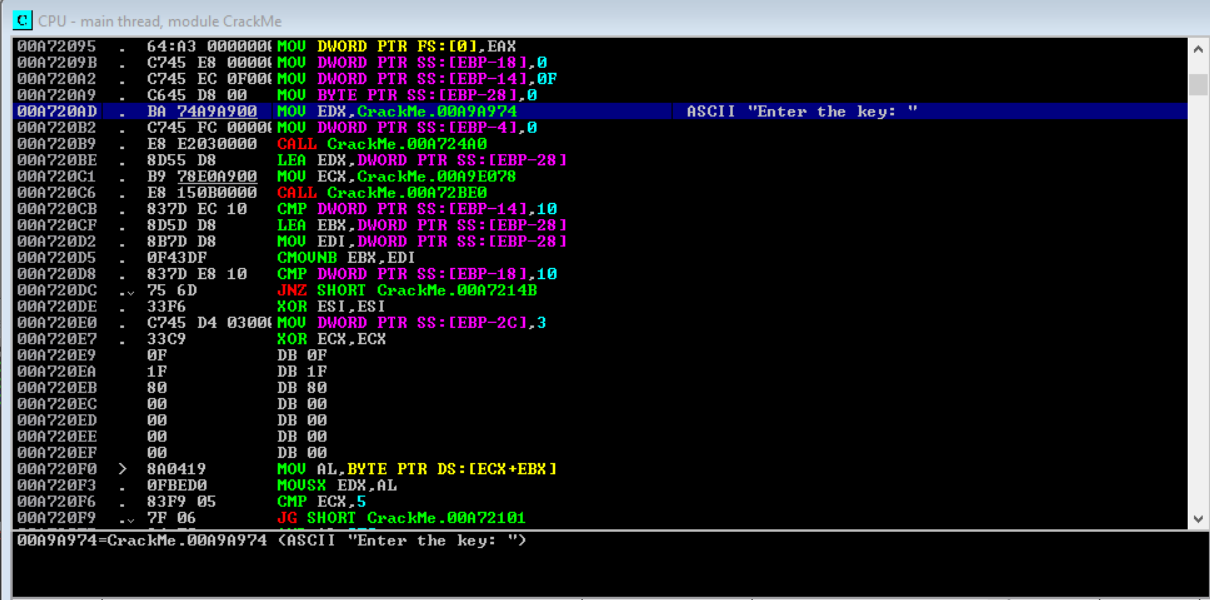 C CPU - main thread, module CrackMe
00A72095 . 64:A3 0000000( MOV DWORD PTR FS:[0],EAX
00A7209B . C745 E8 0000( MOV DWORD PTR SS:[EBP-18],0
00A720A2 . C745 EC 0F00( MOV DWORD PTR SS:[EBP-14],0F
00A720A9 . C645 D8 00 MOV BYTE PTR SS:[EBP-28],0
00A720AD . BA 74A9A900 MOV EDX,CrackMe.00A9A974 ASCII "Enter the key: "
00A720B2 . C745 FC 0000( MOV DWORD PTR SS:[EBP-4],0
00A720B9 . E8 E2030000 CALL CrackMe.00A724A0
00A720BE . 8D55 D8 LEA EDX,DWORD PTR SS:[EBP-28]
00A720C1 . B9 78E0A900 MOV ECX,CrackMe.00A9E078
00A720C6 . E8 150B0000 CALL CrackMe.00A72BE0
00A720CB . 837D EC 10 CMP DWORD PTR SS:[EBP-14],10
00A720CF . 8D5D D8 LEA EBX,DWORD PTR SS:[EBP-28]
00A720D2 . 8B7D D8 MOV EDI,DWORD PTR SS:[EBP-28]
00A720D5 . 0F43DF CMOVNB EBX,EDI
00A720D8 . 837D E8 10 CMP DWORD PTR SS:[EBP-18],10
00A720DC .⌄ 75 6D JNZ SHORT CrackMe.00A7214B
00A720DE . 33F6 XOR ESI,ESI
00A720E0 . C745 D4 0300( MOV DWORD PTR SS:[EBP-2C],3
00A720E7 . 33C9 XOR ECX,ECX
00A720E9 0F DB 0F
00A720EA 1F DB 1F
00A720EB 80 DB 80
00A720EC 00 DB 00
00A720ED 00 DB 00
00A720EE 00 DB 00
00A720EF 00 DB 00
00A720F0 > 8A0419 MOV AL,BYTE PTR DS:[ECX+EBX]
00A720F3 . 0FBED0 MOVSX EDX,AL
00A720F6 . 83F9 05 CMP ECX,5
00A720F9 .⌄ 7F 06 JG SHORT CrackMe.00A72101
00A9A974=CrackMe.00A9A974 (ASCII "Enter the key: ")